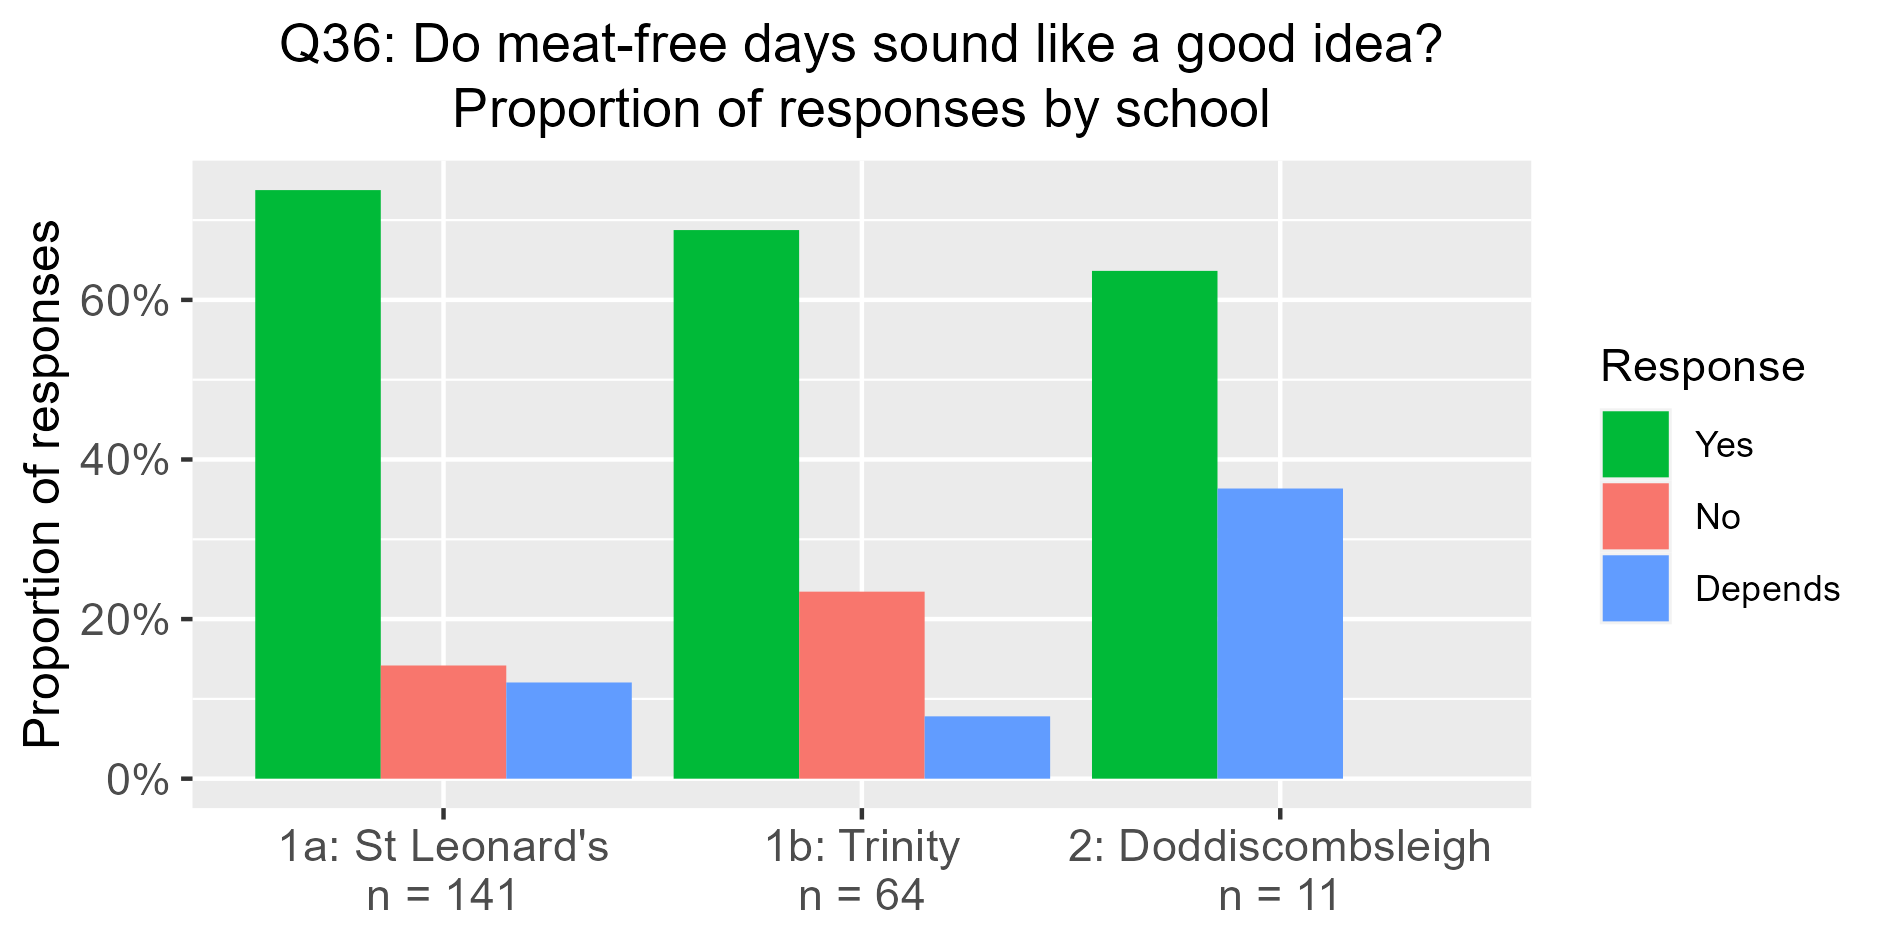 Q36: Do meat-free days sound like a good idea?
Proportion of responses by school
Proportion of responses
60%
40%
20%
0%
1a: St Leonard's
n = 141
1b: Trinity
n = 64
2: Doddiscombsleigh
n = 11
Response
Yes
No
Depends